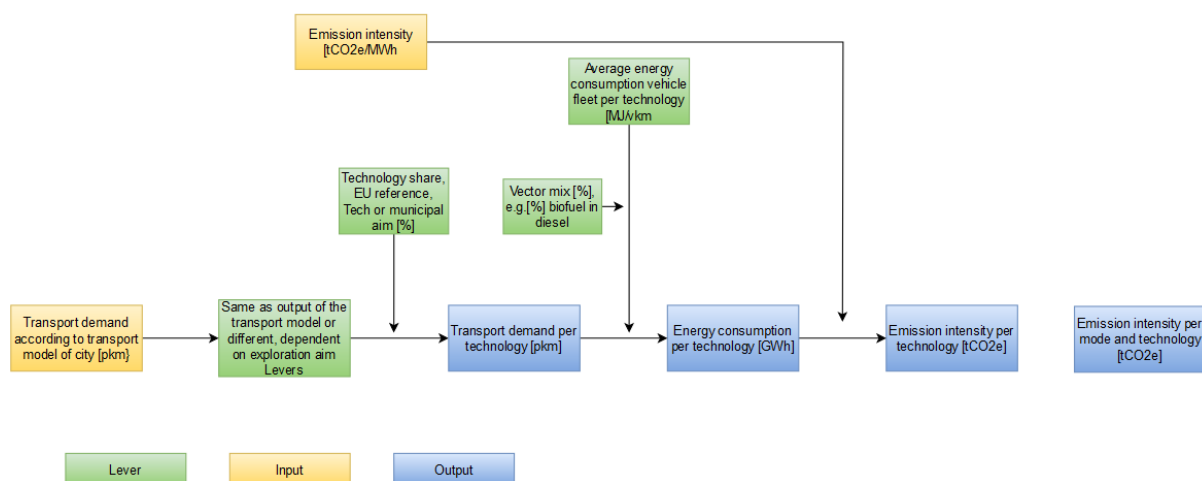 Emission intensity
[tCO2e/MWh
Average energy
consumption vehicle
fleet per technology
[MJ/vkm
Technology share,
EU reference,
Tech or municipal
aim [%]
Vector mix [%],
e.g.[%] biofuel in
diesel
Transport demand
according to transport
model of city [pkm}
Same as output of the
transport model or
different, dependent
on exploration aim
Levers
Transport demand per
technology [pkm]
Energy consumption
per technology [GWh]
Emission intensity per
technology [tCO2e]
Emission intensity per
mode and technology
[tCO2e]
Lever
Input
Output